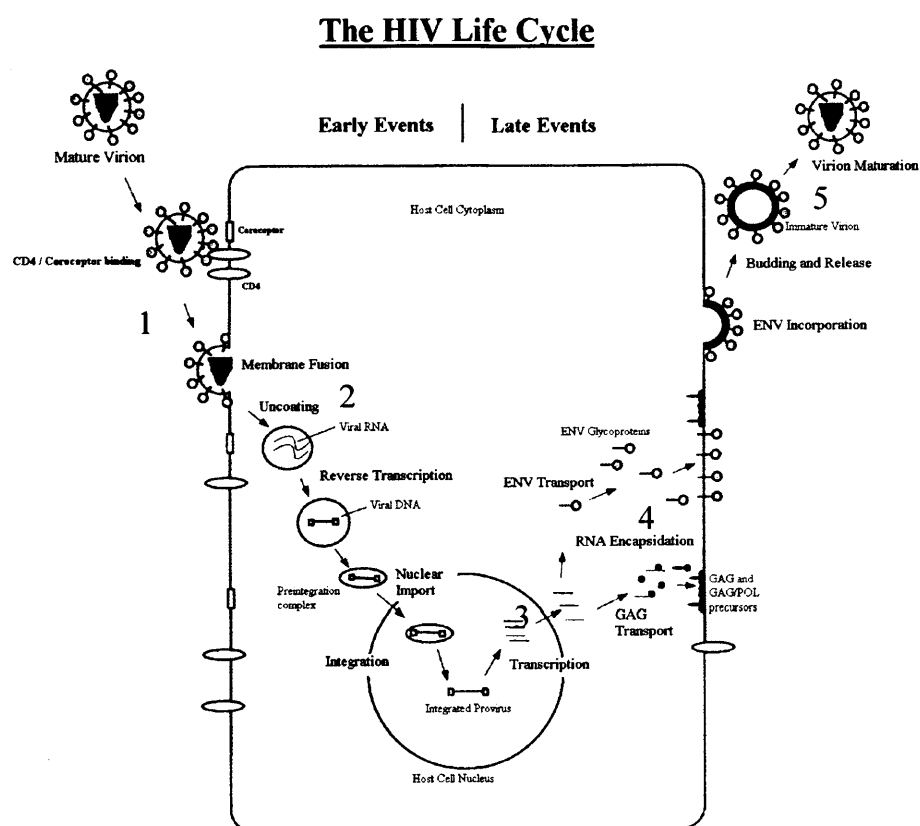 The HIV Life Cycle
Early Events
Late Events
Mature Virion
Virion Maturation
5
Immature Virion
Host Cell Cytoplasm
Coreceptor
CD4 / Coreceptor binding
CD4
Budding and Release
1
ENV Incorporation
Membrane Fusion
Uncoating
2
Viral RNA
ENV Glycoproteins
Reverse Transcription
ENV Transport
Viral DNA
4
RNA Encapsidation
Preintegration
complex
Nuclear
Import
GAG and
GAG/POL
precursors
3
GAG
Transport
Integration
Transcription
Integrated Provirus
Host Cell Nucleus